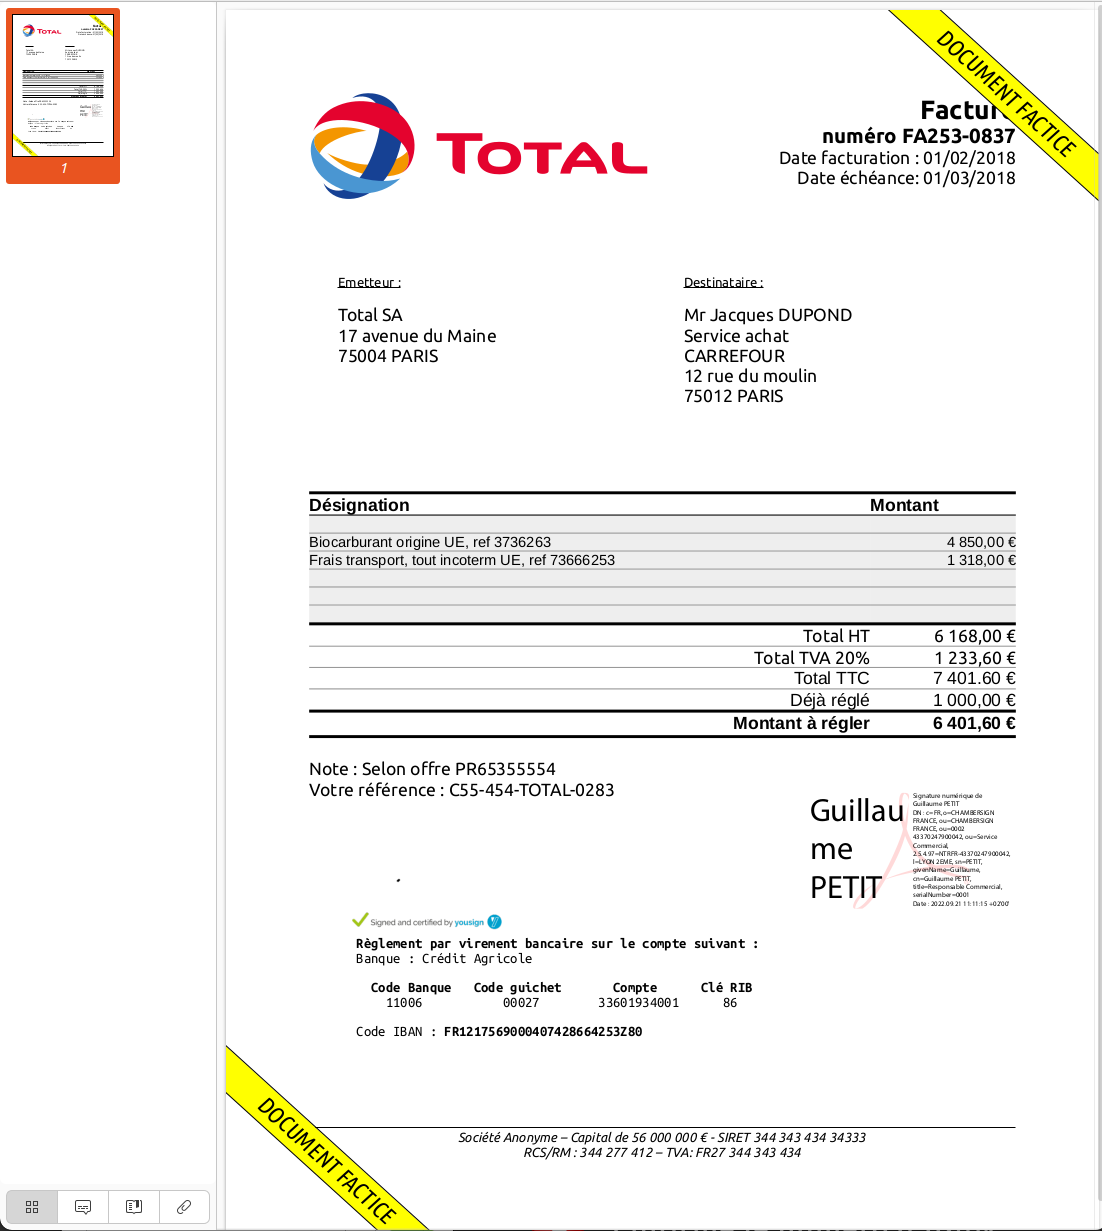 1
DOCUMENT FACTICE
TOTAL
Facture
numéro FA253-0837
Date facturation : 01/02/2018
Date échéance: 01/03/2018
Emetteur :
Total SA
17 avenue du Maine
75004 PARIS
Destinataire :
Mr Jacques DUPOND
Service achat
CARREFOUR
12 rue du moulin
75012 PARIS
Désignation Montant
Biocarburant origine UE, ref 3736263 4 850,00 €
Frais transport, tout incoterm UE, ref 73666253 1 318,00 €
Total HT 6 168,00 €
Total TVA 20% 1 233,60 €
Total TTC 7 401.60 €
Déjà réglé 1 000,00 €
Montant à régler 6 401,60 €
Note : Selon offre PR65355554
Votre référence : C55-454-TOTAL-0283
Guillau
me
PETIT
Signature numérique de
Guillaume PETIT
DN : c=FR, o=CHAMBERSIGN
FRANCE, ou=CHAMBERSIGN
FRANCE, ou=0002
43370247900042, ou=Service
Commercial,
2.5.4.97=NTRFR-43370247900042,
l=LYON 2EME, sn=PETIT,
givenName=Guillaume,
cn=Guillaume PETIT,
title=Responsable Commercial,
serialNumber=0001
Date : 2022.09.21 11:11:15 +02'00'
Signed and certified by yousign
Règlement par virement bancaire sur le compte suivant :
Banque : Crédit Agricole
Code Banque Code guichet Compte Clé RIB
11006 00027 33601934001 86
Code IBAN : FR1217569000407428664253Z80
DOCUMENT FACTICE
Société Anonyme – Capital de 56 000 000 € - SIRET 344 343 434 34333
RCS/RM : 344 277 412 – TVA: FR27 344 343 434